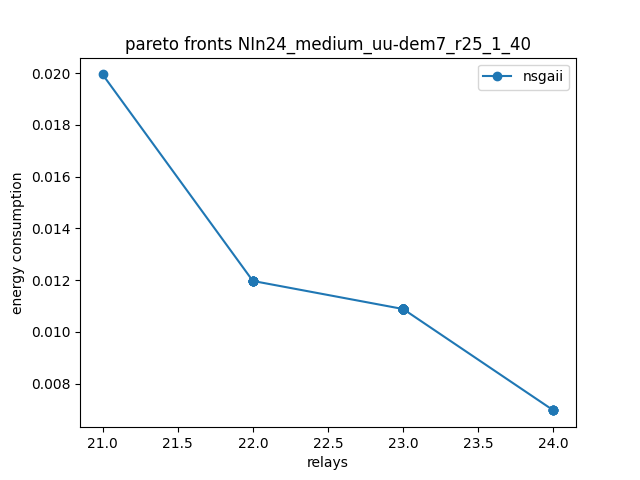 pareto fronts NIn24_medium_uu-dem7_r25_1_40
nsgaii
energy consumption
0.020
0.018
0.016
0.014
0.012
0.010
0.008
21.0 21.5 22.0 22.5 23.0 23.5 24.0
relays